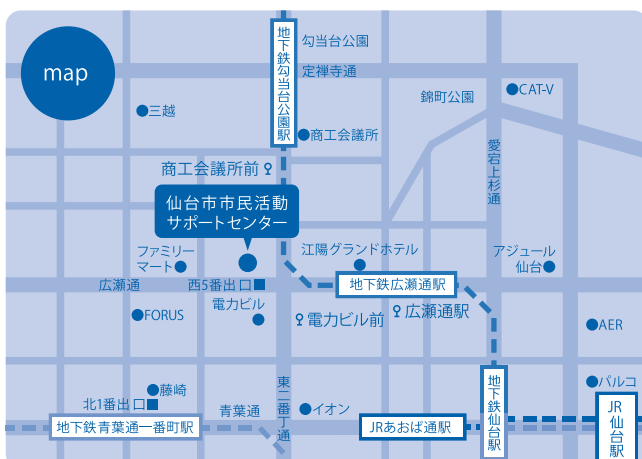 map
地下鉄勾当台公園駅
勾当台公園
定禅寺通
錦町公園
CAT-V
三越
商工会議所
愛宕上杉通
商工会議所前
仙台市市民活動
サポートセンター
ファミリー
マート
江陽グランドホテル
アジュール
仙台
広瀬通
西5番出口
地下鉄広瀬通駅
電力ビル
FORUS
電力ビル前
広瀬通駅
AER
藤崎
北1番出口
青葉通
東二番丁通
イオン
地下鉄仙台駅
パルコ
地下鉄青葉通一番町駅
JRあおば通駅
JR
仙台駅